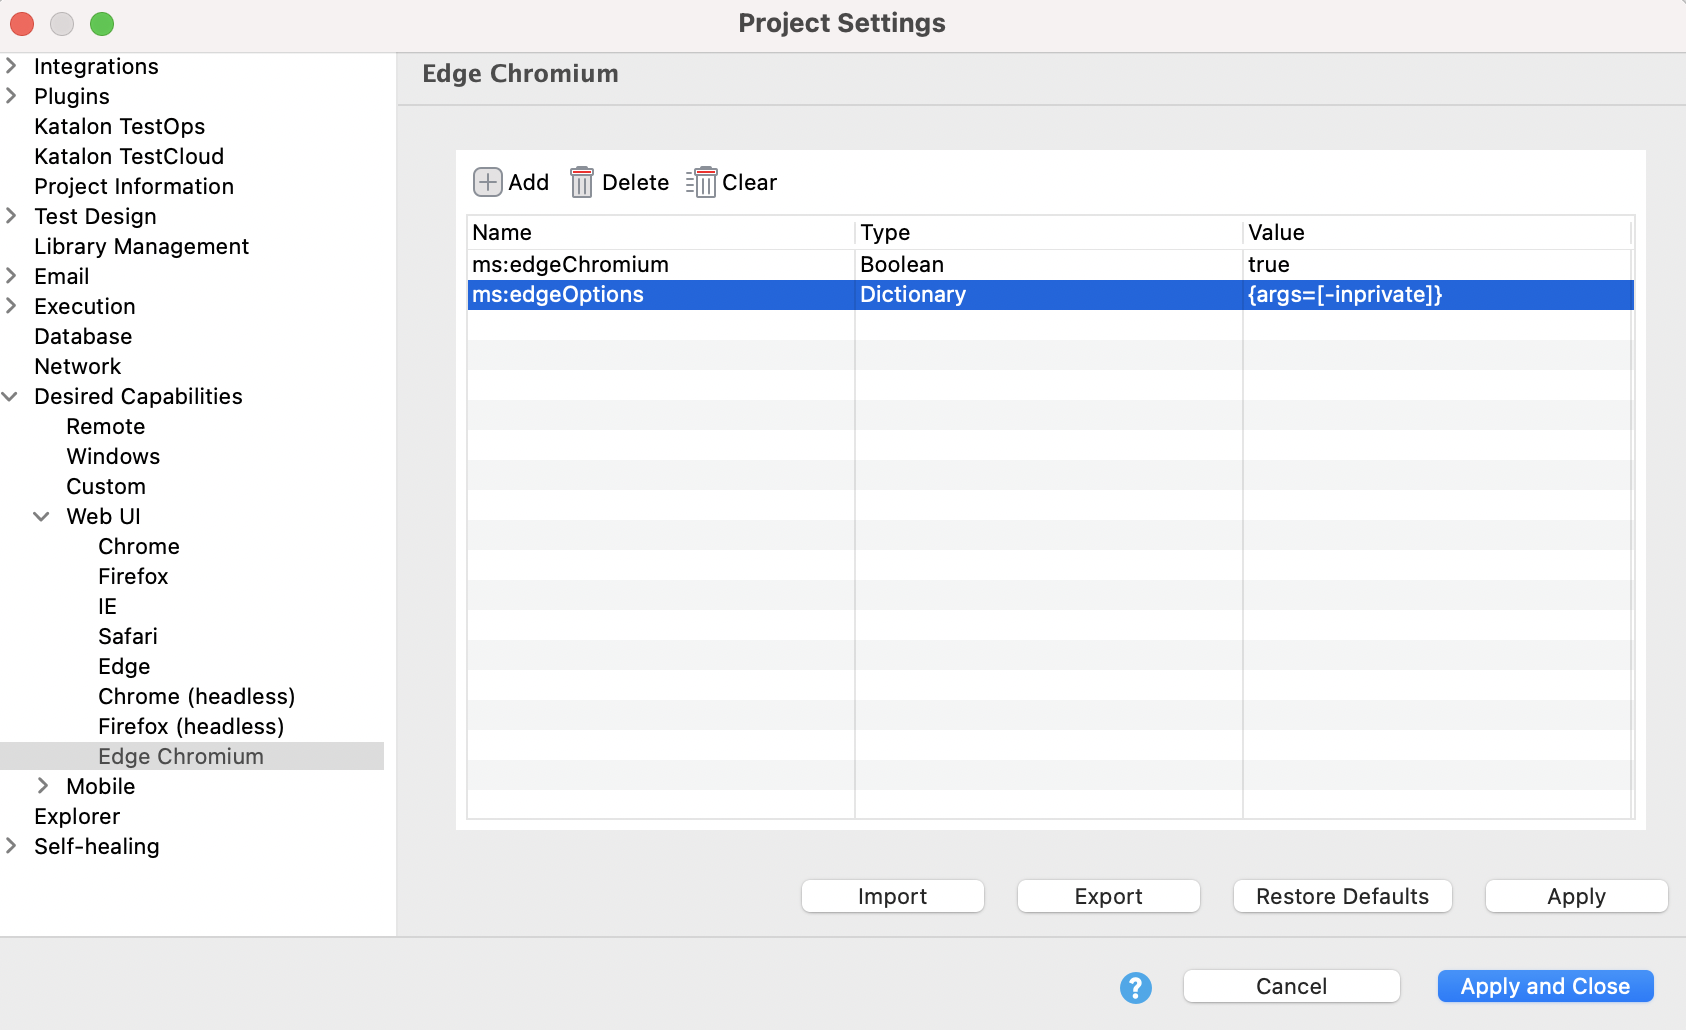 Project Settings
Integrations
Plugins
Katalon TestOps
Katalon TestCloud
Project Information
Test Design
Library Management
Email
Execution
Database
Network
Desired Capabilities
Remote
Windows
Custom
Web UI
Chrome
Firefox
IE
Safari
Edge
Chrome (headless)
Firefox (headless)
Edge Chromium
Mobile
Explorer
Self-healing
Edge Chromium
Add Delete Clear
Name Type Value
ms:edgeChromium Boolean true
ms:edgeOptions Dictionary {args=[-inprivate]}
Import Export Restore Defaults Apply
? Cancel Apply and Close